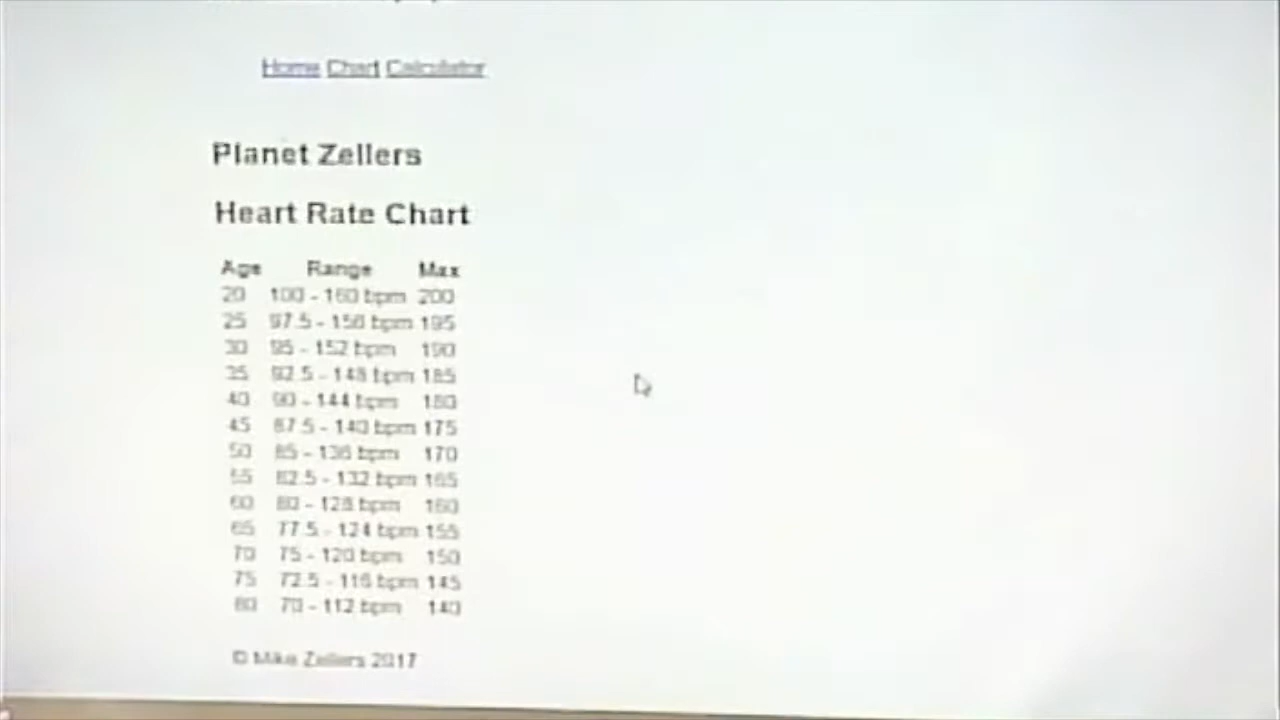 Home Chart Calculator
Planet Zellers
Heart Rate Chart
Age Range Max
20 100 - 160 bpm 200
25 97.5 - 156 bpm 195
30 95 - 152 bpm 190
35 92.5 - 148 bpm 185
40 90 - 144 bpm 180
45 87.5 - 140 bpm 175
50 85 - 136 bpm 170
55 82.5 - 132 bpm 165
60 80 - 128 bpm 160
65 77.5 - 124 bpm 155
70 75 - 120 bpm 150
75 72.5 - 116 bpm 145
80 70 - 112 bpm 140
© Mike Zellers 2017